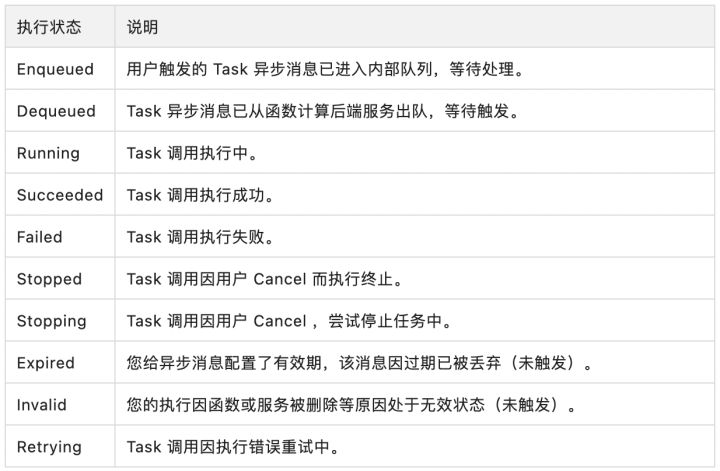 执行状态 说明
Enqueued 用户触发的 Task 异步消息已进入内部队列，等待处理。
Dequeued Task 异步消息已从函数计算后端服务出队，等待触发。
Running Task 调用执行中。
Succeeded Task 调用执行成功。
Failed Task 调用执行失败。
Stopped Task 调用因用户 Cancel 而执行终止。
Stopping Task 调用因用户 Cancel ，尝试停止任务中。
Expired 您给异步消息配置了有效期，该消息因过期已被丢弃（未触发）。
Invalid 您的执行因函数或服务被删除等原因处于无效状态（未触发）。
Retrying Task 调用因执行错误重试中。